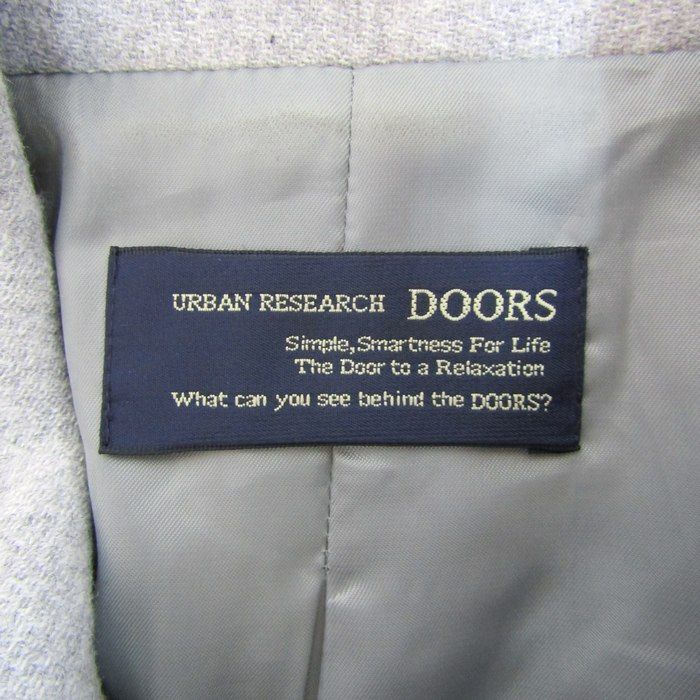 URBAN RESEARCH DOORS
Simple,Smartness For Life
The Door to a Relaxation
What can you see behind the DOORS?